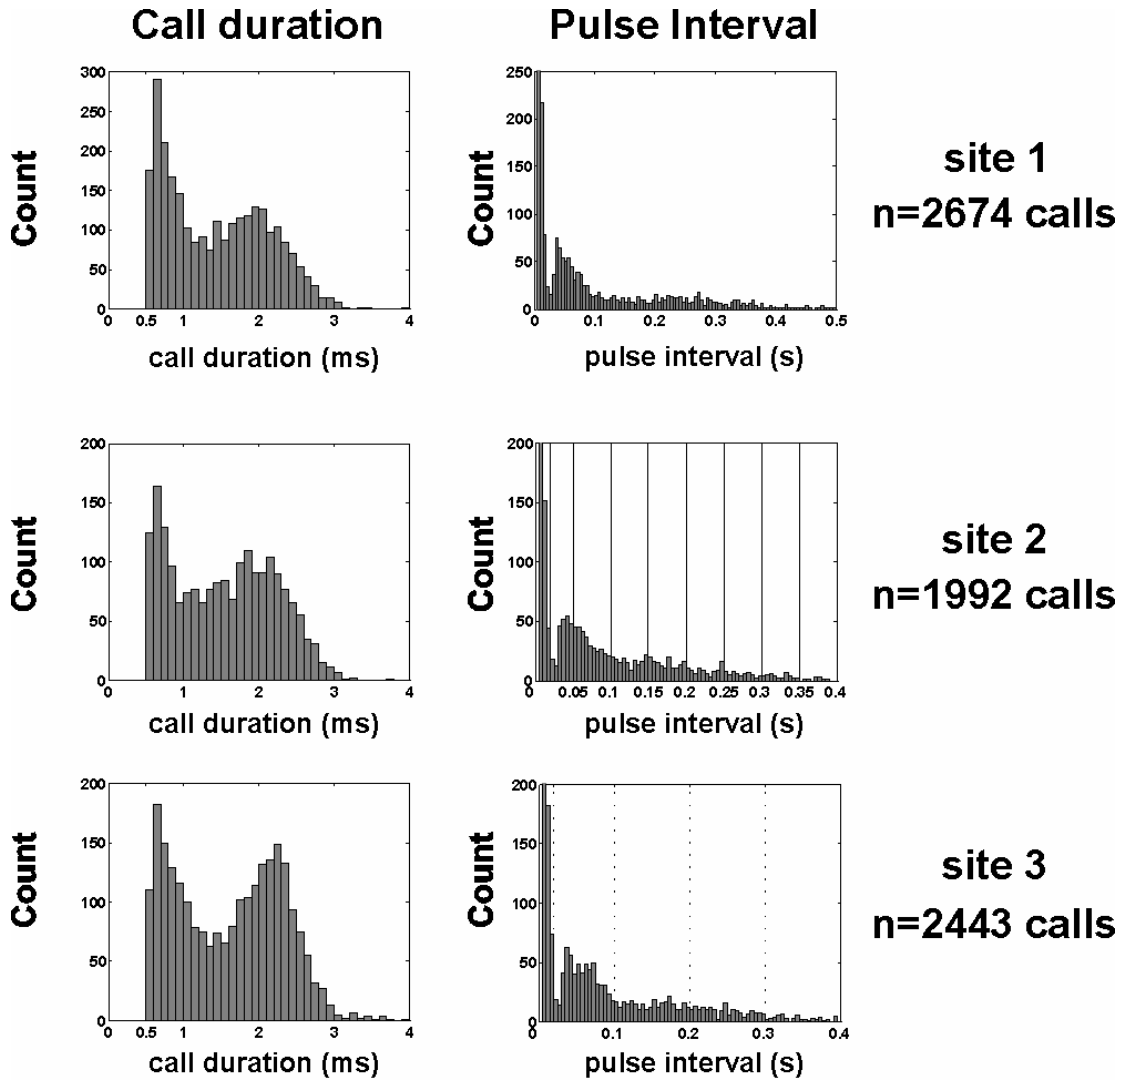 Call duration
Pulse Interval
300
250
200
150
100
50
0
0 0.5 1 2 3 4
Count
call duration (ms)
250
200
150
100
50
0
0 0.1 0.2 0.3 0.4 0.5
Count
pulse interval (s)
site 1
n=2674 calls
200
150
100
50
0
0 0.5 1 2 3 4
Count
call duration (ms)
200
150
100
50
0
0 0.05 0.1 0.15 0.2 0.25 0.3 0.35 0.4
Count
pulse interval (s)
site 2
n=1992 calls
200
150
100
50
0
0 0.5 1 2 3 4
Count
call duration (ms)
200
150
100
50
0
0 0.1 0.2 0.3 0.4
Count
pulse interval (s)
site 3
n=2443 calls